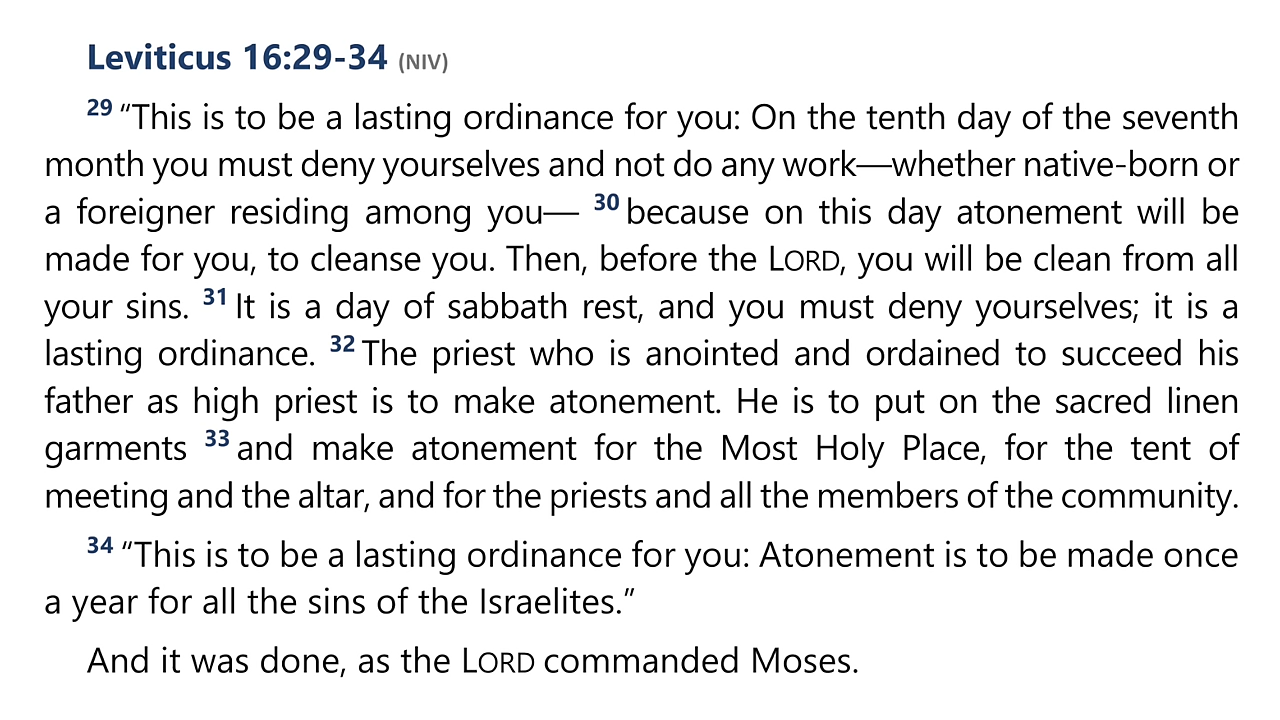 Leviticus 16:29-34 (NIV)
29 “This is to be a lasting ordinance for you: On the tenth day of the seventh
month you must deny yourselves and not do any work—whether native-born or
a foreigner residing among you— 30 because on this day atonement will be
made for you, to cleanse you. Then, before the LORD, you will be clean from all
your sins. 31 It is a day of sabbath rest, and you must deny yourselves; it is a
lasting ordinance. 32 The priest who is anointed and ordained to succeed his
father as high priest is to make atonement. He is to put on the sacred linen
garments 33 and make atonement for the Most Holy Place, for the tent of
meeting and the altar, and for the priests and all the members of the community.
34 “This is to be a lasting ordinance for you: Atonement is to be made once
a year for all the sins of the Israelites.”
And it was done, as the LORD commanded Moses.